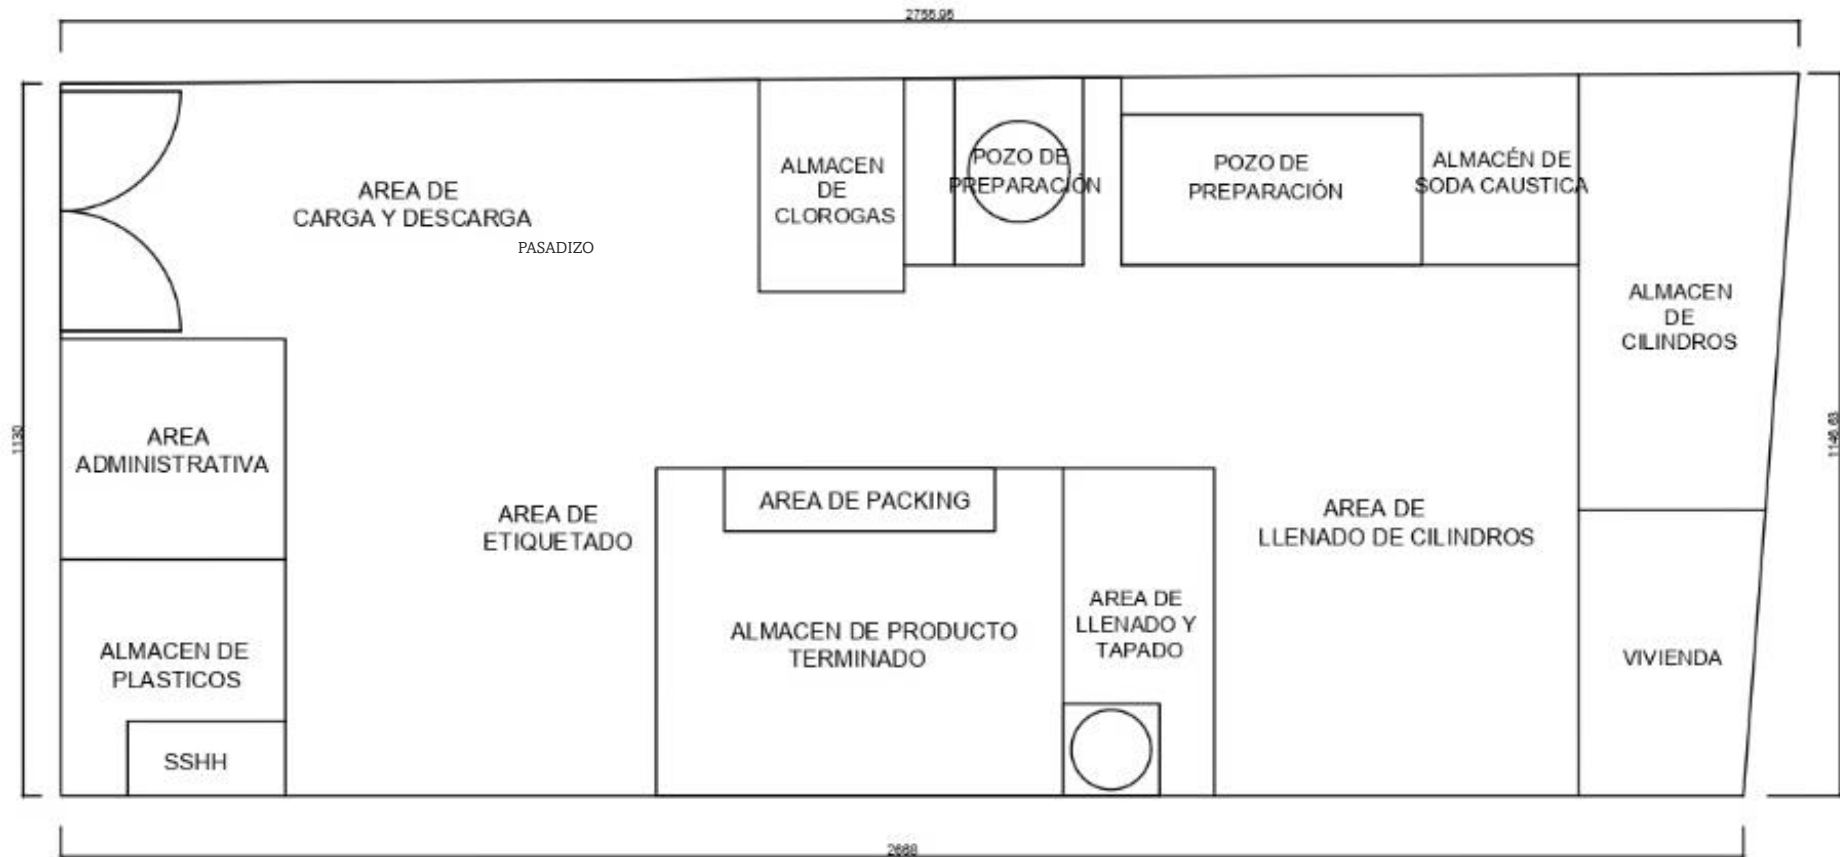 2755.95
AREA DE
CARGA Y DESCARGA
PASADIZO
ALMACEN
DE
CLOROGAS
POZO DE
PREPARACIÓN
POZO DE
PREPARACIÓN
ALMACÉN DE
SODA CAUSTICA
ALMACEN
DE
CILINDROS
1130
1146.63
AREA
ADMINISTRATIVA
AREA DE
ETIQUETADO
AREA DE PACKING
AREA DE
LLENADO DE CILINDROS
ALMACEN DE
PLASTICOS
SSHH
ALMACEN DE PRODUCTO
TERMINADO
AREA DE
LLENADO Y
TAPADO
VIVIENDA
2668